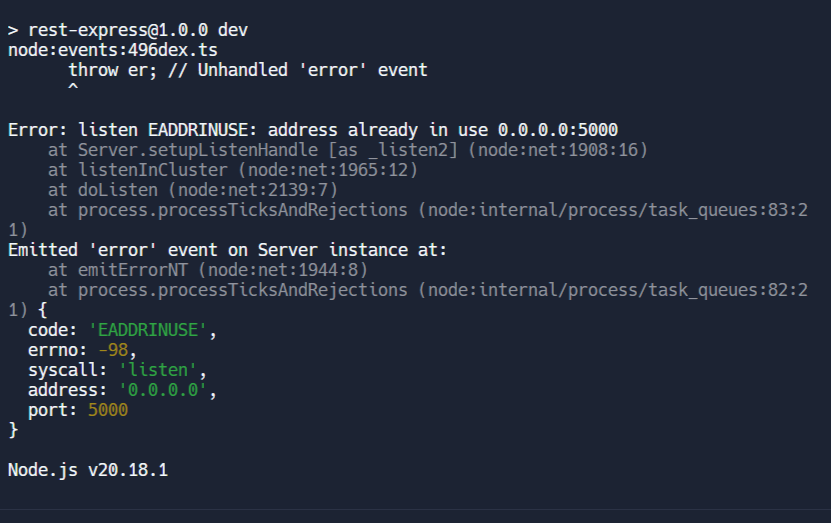 > rest-express@1.0.0 dev
node:events:496dex.ts
      throw er; // Unhandled 'error' event
      ^

Error: listen EADDRINUSE: address already in use 0.0.0.0:5000
    at Server.setupListenHandle [as _listen2] (node:net:1908:16)
    at listenInCluster (node:net:1965:12)
    at doListen (node:net:2139:7)
    at process.processTicksAndRejections (node:internal/process/task_queues:83:2
1)
Emitted 'error' event on Server instance at:
    at emitErrorNT (node:net:1944:8)
    at process.processTicksAndRejections (node:internal/process/task_queues:82:2
1) {
  code: 'EADDRINUSE',
  errno: -98,
  syscall: 'listen',
  address: '0.0.0.0',
  port: 5000
}

Node.js v20.18.1